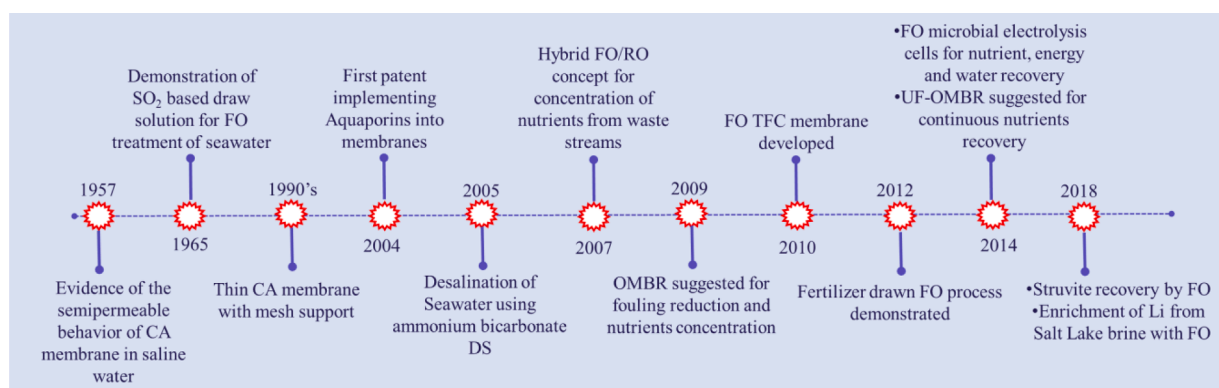 1957
Evidence of the
semipermeable
behavior of CA
membrane in saline
water
Demonstration of
SO₂ based draw
solution for FO
treatment of seawater
1965
1990's
Thin CA membrane
with mesh support
First patent
implementing
Aquaporins into
membranes
2004
2005
Desalination of
Seawater using
ammonium bicarbonate
DS
Hybrid FO/RO
concept for
concentration of
nutrients from waste
streams
2007
2009
OMBR suggested for
fouling reduction and
nutrients concentration
FO TFC membrane
developed
2010
2012
Fertilizer drawn FO process
demonstrated
•FO microbial electrolysis
cells for nutrient, energy
and water recovery
•UF-OMBR suggested for
continuous nutrients
recovery
2014
2018
•Struvite recovery by FO
•Enrichment of Li from
Salt Lake brine with FO